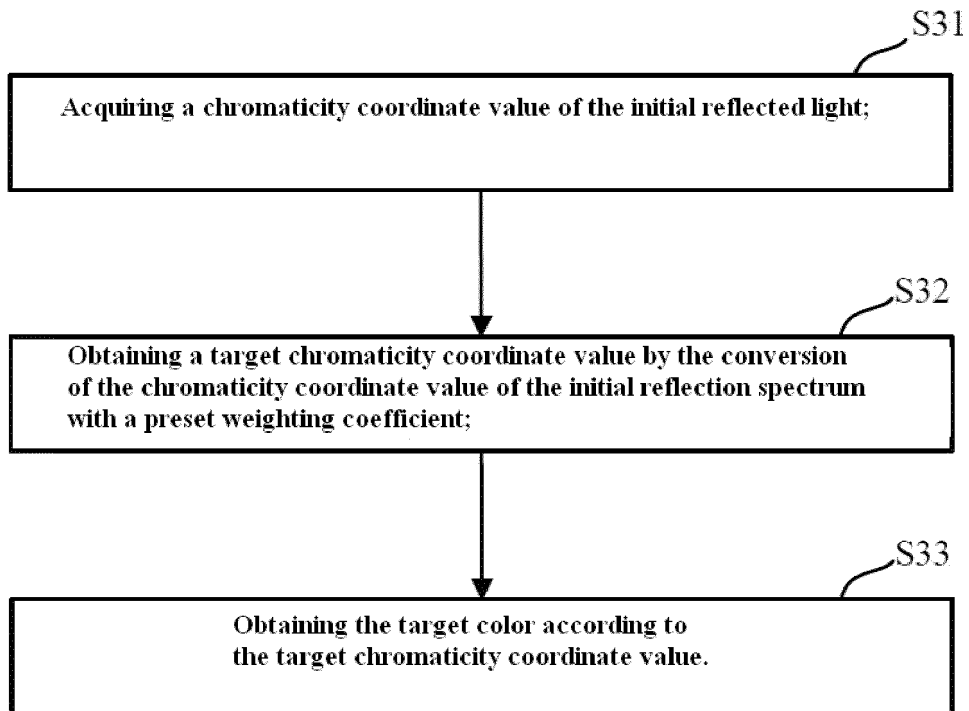 S31
Acquiring a chromaticity coordinate value of the initial reflected light;
S32
Obtaining a target chromaticity coordinate value by the conversion
of the chromaticity coordinate value of the initial reflection spectrum
with a preset weighting coefficient;
S33
Obtaining the target color according to
the target chromaticity coordinate value.